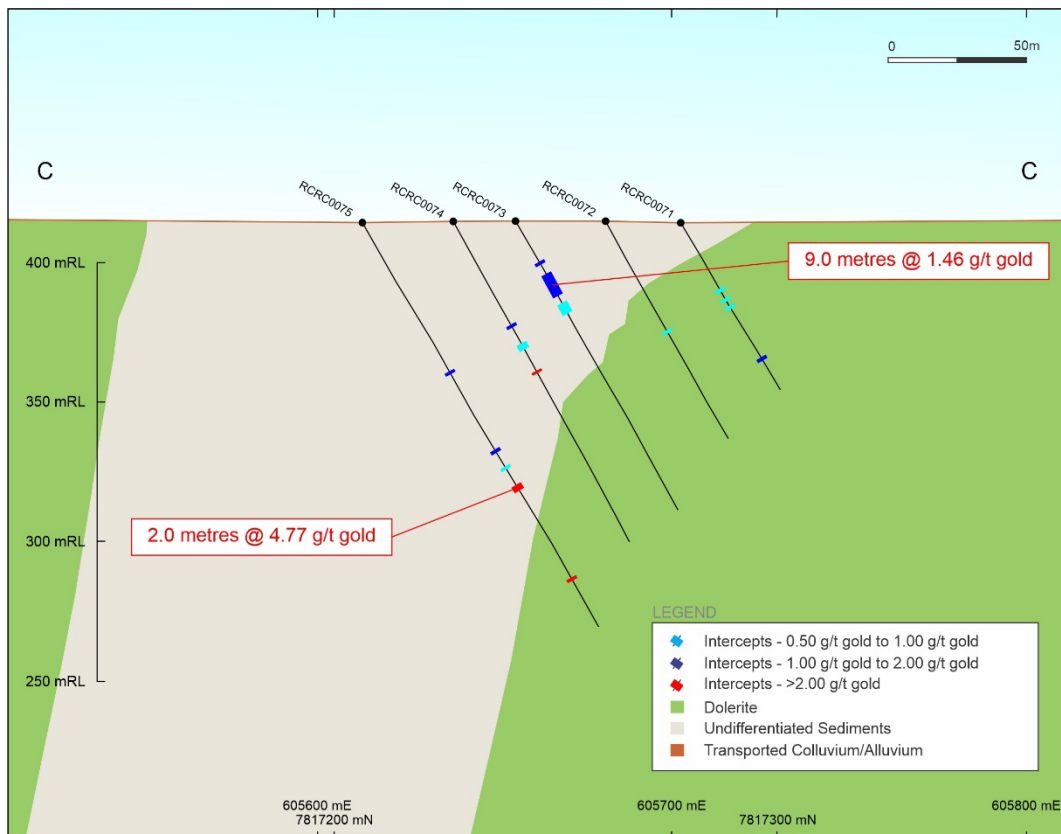 0 50m
C C
RCRC0075
RCRC0074
RCRC0073
RCRC0072
RCRC0071
400 mRL
9.0 metres @ 1.46 g/t gold
350 mRL
2.0 metres @ 4.77 g/t gold
300 mRL
250 mRL
LEGEND
Intercepts - 0.50 g/t gold to 1.00 g/t gold
Intercepts - 1.00 g/t gold to 2.00 g/t gold
Intercepts - >2.00 g/t gold
Dolerite
Undifferentiated Sediments
Transported Colluvium/Alluvium
605600 mE 605700 mE 605800 mE
7817200 mN 7817300 mN